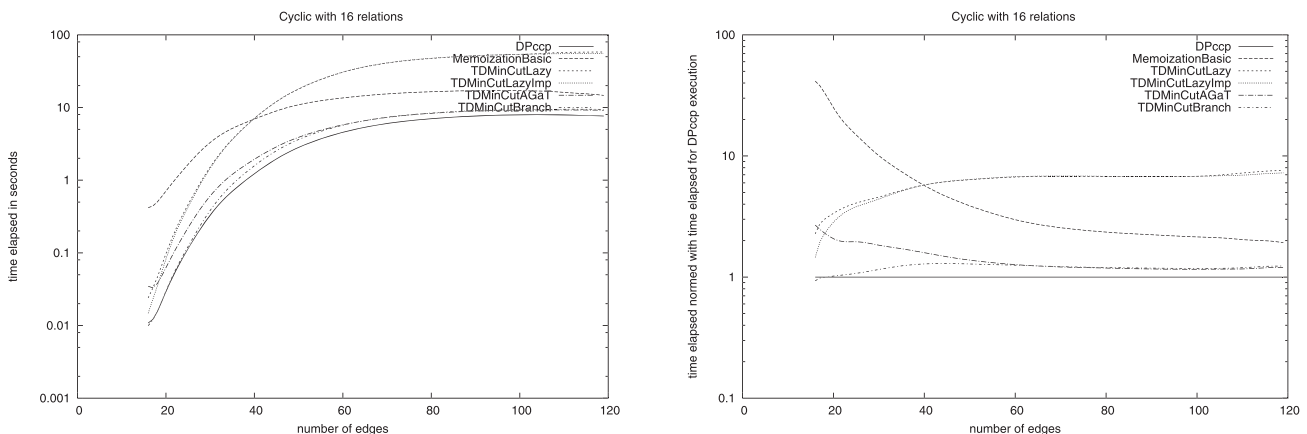 Cyclic with 16 relations
100
10
1
0.1
0.01
0.001
0
20
40
60
80
100
120
time elapsed in seconds
number of edges
DPccp
MemoizationBasic
TDMinCutLazy
TDMinCutLazyImp
TDMinCutAGaT
TDMinCutBranch
Cyclic with 16 relations
100
10
1
0.1
0
20
40
60
80
100
120
time elapsed normed with time elapsed for DPccp execution
number of edges
DPccp
MemoizationBasic
TDMinCutLazy
TDMinCutLazyImp
TDMinCutAGaT
TDMinCutBranch